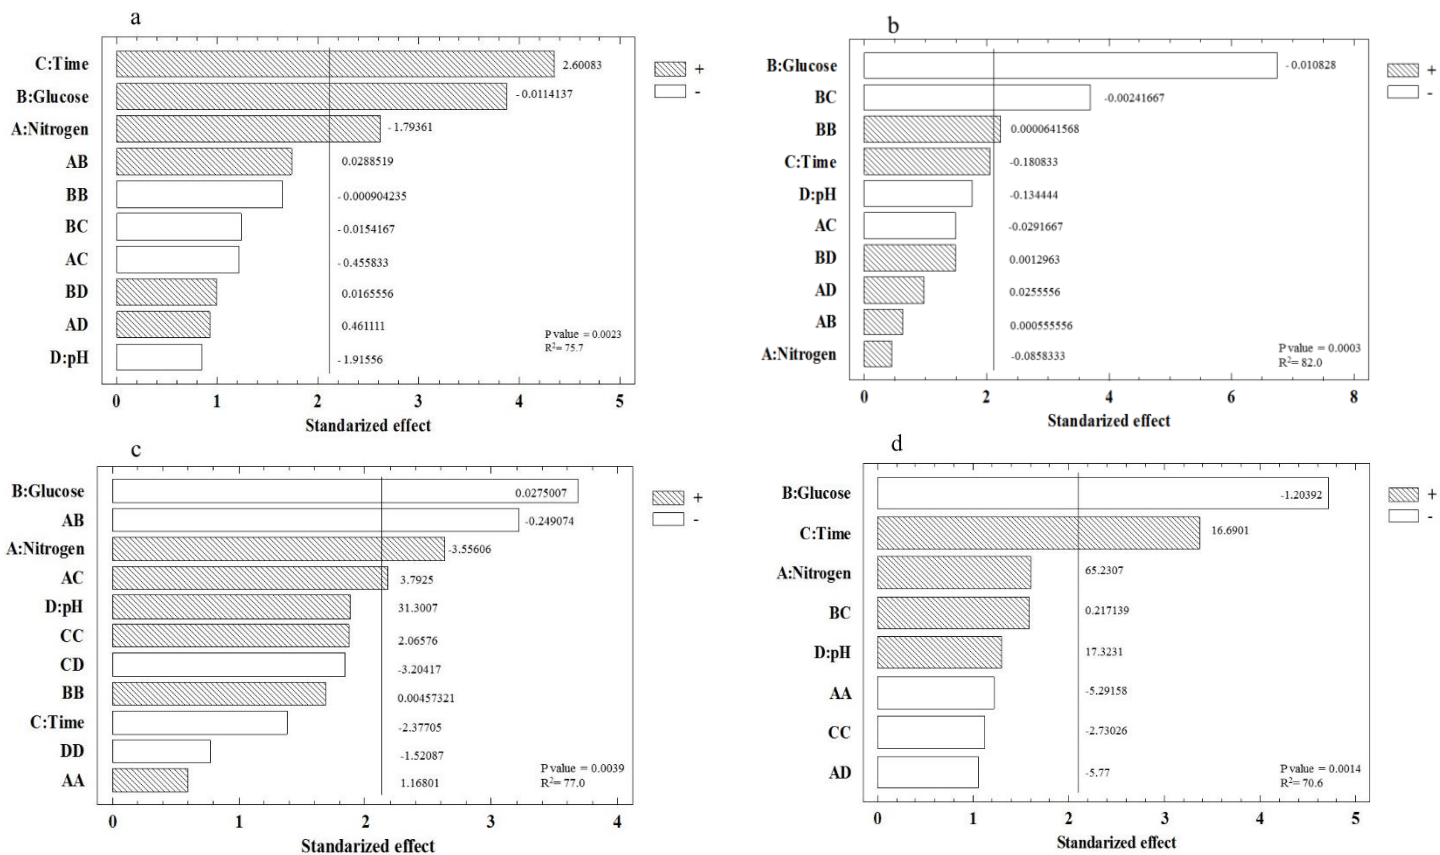 a
C:Time 2.60083
B:Glucose - 0.0114137
A:Nitrogen - 1.79361
AB 0.0288519
BB - 0.000904235
BC - 0.0154167
AC - 0.455833
BD 0.0165556
AD 0.461111
D:pH - 1.91556
+
-
P value = 0.0023
R²= 75.7
0 1 2 3 4 5
Standarized effect
b
B:Glucose - 0.010828
BC -0.00241667
BB 0.0000641568
C:Time -0.180833
D:pH -0.134444
AC -0.0291667
BD 0.0012963
AD 0.0255556
AB 0.000555556
A:Nitrogen -0.0858333
+
-
P value = 0.0003
R²= 82.0
0 2 4 6 8
Standarized effect
c
B:Glucose 0.0275007
AB -0.249074
A:Nitrogen -3.55606
AC 3.7925
D:pH 31.3007
CC 2.06576
CD -3.20417
BB 0.00457321
C:Time -2.37705
DD -1.52087
AA 1.16801
+
-
P value = 0.0039
R²= 77.0
0 1 2 3 4
Standarized effect
d
B:Glucose -1.20392
C:Time 16.6901
A:Nitrogen 65.2307
BC 0.217139
D:pH 17.3231
AA -5.29158
CC -2.73026
AD -5.77
+
-
P value = 0.0014
R²= 70.6
0 1 2 3 4 5
Standarized effect